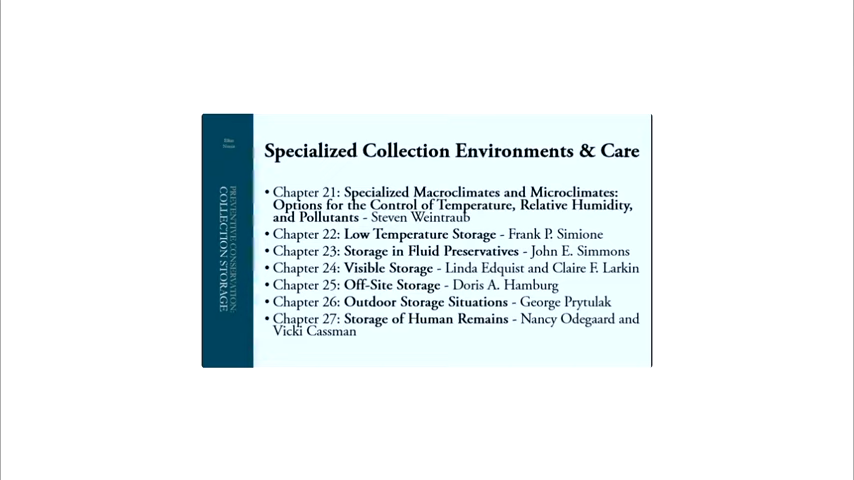 Specialized Collection Environments & Care
• Chapter 21: Specialized Macroclimates and Microclimates:
Options for the Control of Temperature, Relative Humidity,
and Pollutants - Steven Weintraub
• Chapter 22: Low Temperature Storage - Frank P. Simione
• Chapter 23: Storage in Fluid Preservatives - John E. Simmons
• Chapter 24: Visible Storage - Linda Edquist and Claire F. Larkin
• Chapter 25: Off-Site Storage - Doris A. Hamburg
• Chapter 26: Outdoor Storage Situations - George Prytulak
• Chapter 27: Storage of Human Remains - Nancy Odegaard and
Vicki Cassman
PREVENTIVE CONSERVATION:
COLLECTION STORAGE